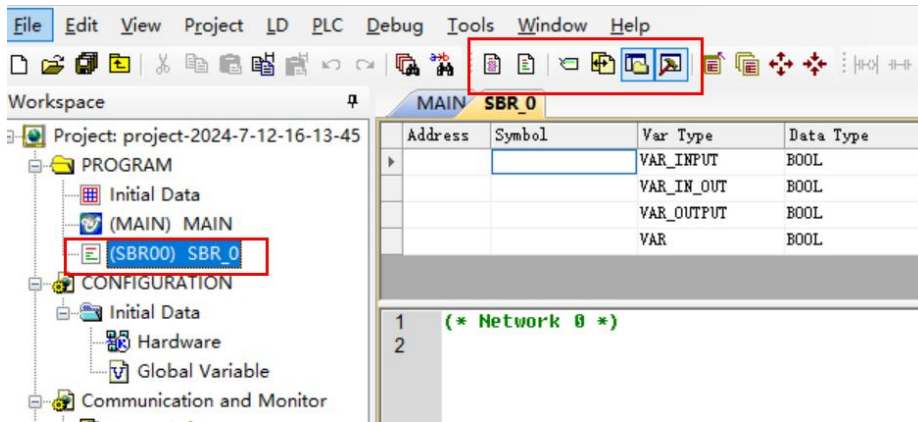 File Edit View Project LD PLC Debug Tools Window Help
Workspace
MAIN SBR_0
Project: project-2024-7-12-16-13-45
PROGRAM
Initial Data
(MAIN) MAIN
(SBR00) SBR_0
CONFIGURATION
Initial Data
Hardware
Global Variable
Communication and Monitor
Address Symbol Var Type Data Type
VAR_INPUT BOOL
VAR_IN_OUT BOOL
VAR_OUTPUT BOOL
VAR BOOL
1 (* Network 0 *)
2